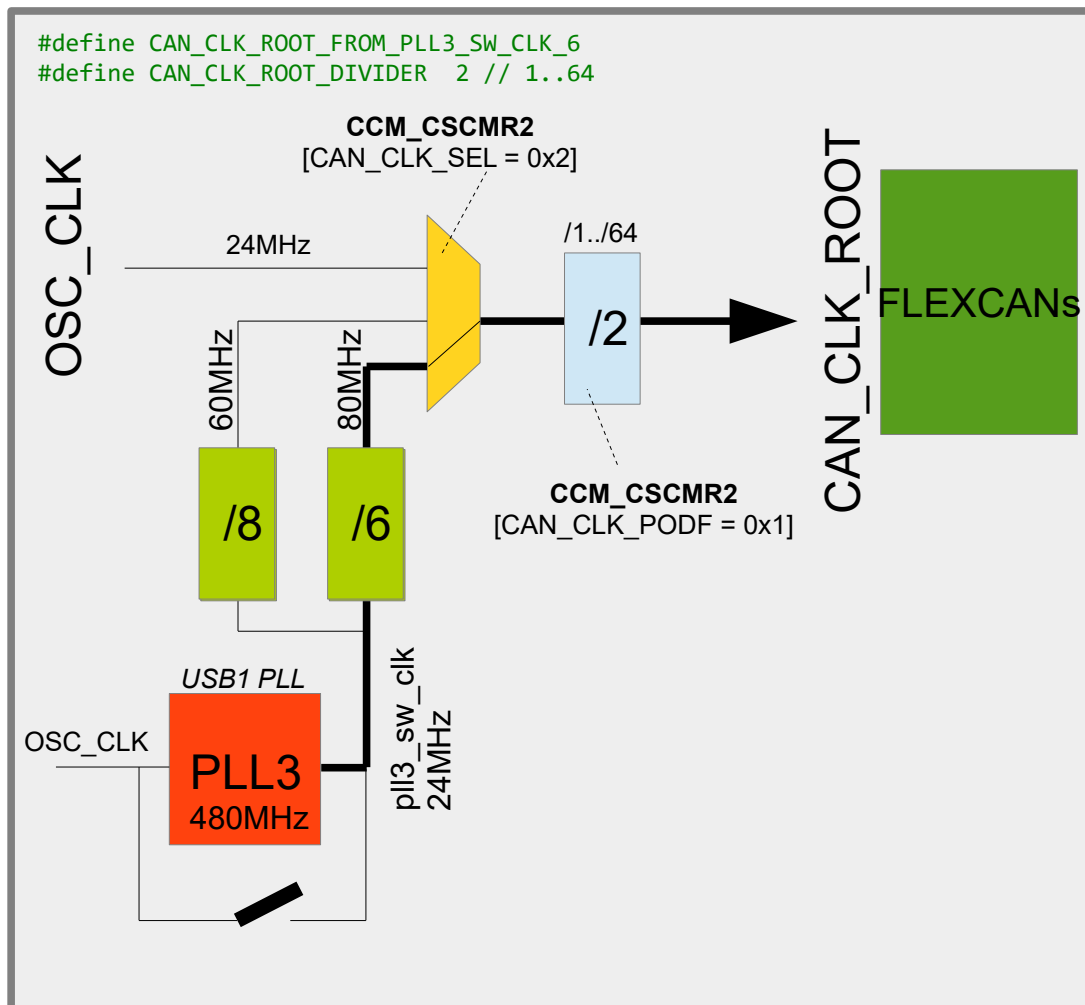 #define CAN_CLK_ROOT_FROM_PLL3_SW_CLK_6
#define CAN_CLK_ROOT_DIVIDER  2 // 1..64
CCM_CSCMR2
[CAN_CLK_SEL = 0x2]
OSC_CLK
24MHz
/1../64
/2
CAN_CLK_ROOT
FLEXCANs
60MHz
80MHz
/8
/6
CCM_CSCMR2
[CAN_CLK_PODF = 0x1]
USB1 PLL
OSC_CLK
PLL3
480MHz
pll3_sw_clk
24MHz